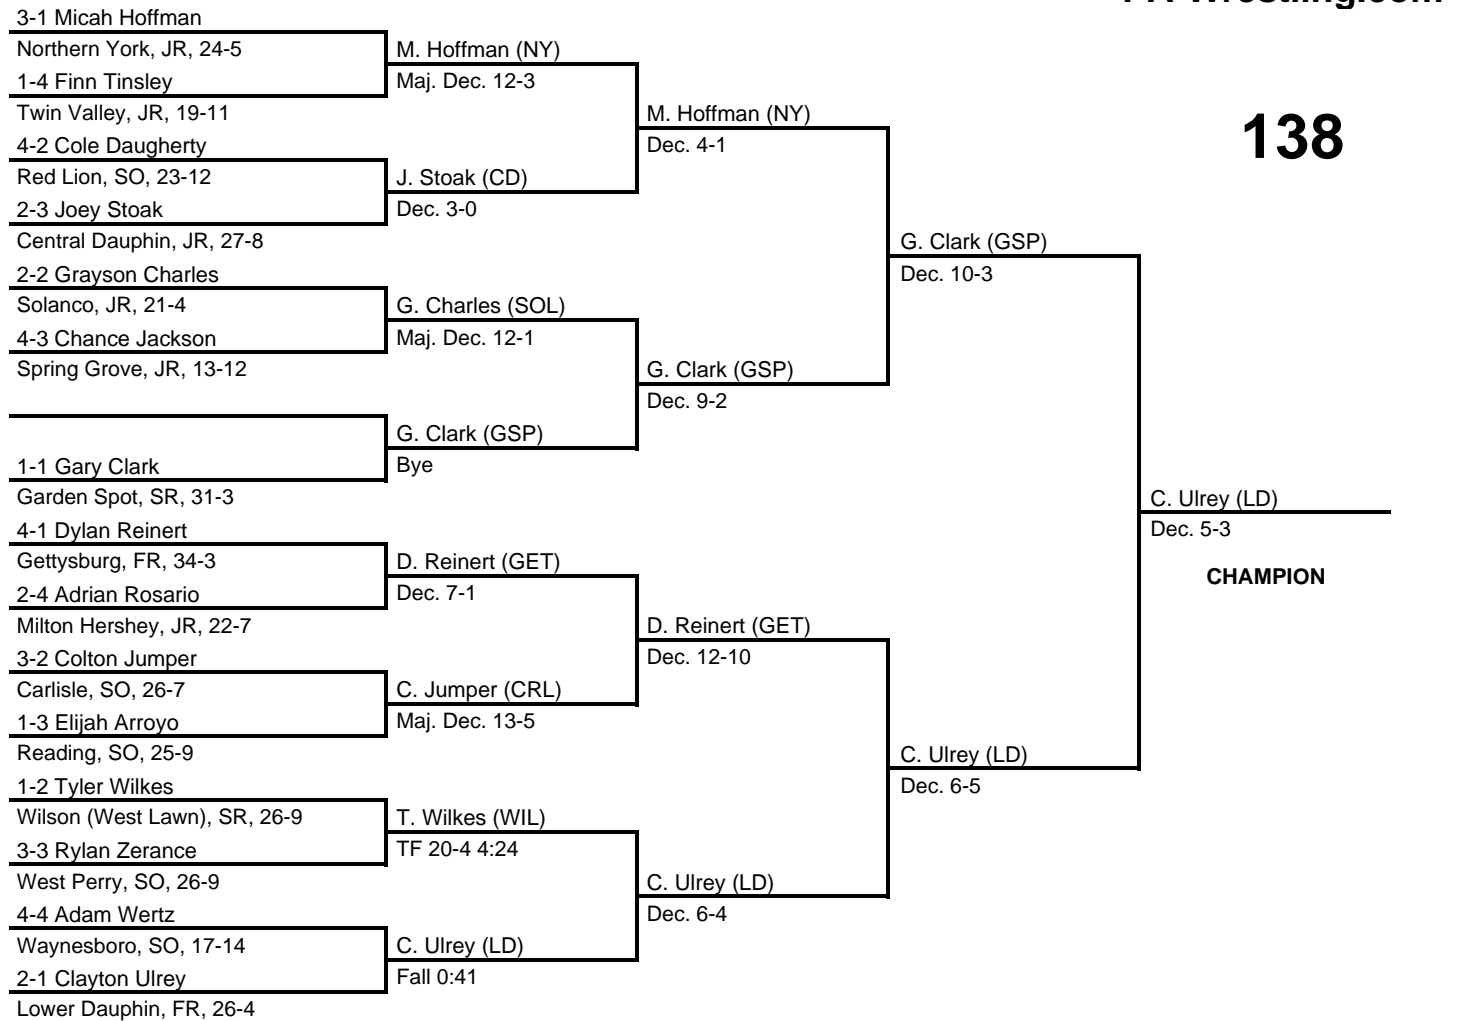 3-1 Micah Hoffman
Northern York, JR, 24-5
1-4 Finn Tinsley
Twin Valley, JR, 19-11
4-2 Cole Daugherty
Red Lion, SO, 23-12
2-3 Joey Stoak
Central Dauphin, JR, 27-8
2-2 Grayson Charles
Solanco, JR, 21-4
4-3 Chance Jackson
Spring Grove, JR, 13-12
1-1 Gary Clark
Garden Spot, SR, 31-3
4-1 Dylan Reinert
Gettysburg, FR, 34-3
2-4 Adrian Rosario
Milton Hershey, JR, 22-7
3-2 Colton Jumper
Carlisle, SO, 26-7
1-3 Elijah Arroyo
Reading, SO, 25-9
1-2 Tyler Wilkes
Wilson (West Lawn), SR, 26-9
3-3 Rylan Zerance
West Perry, SO, 26-9
4-4 Adam Wertz
Waynesboro, SO, 17-14
2-1 Clayton Ulrey
Lower Dauphin, FR, 26-4
M. Hoffman (NY)
Maj. Dec. 12-3
J. Stoak (CD)
Dec. 3-0
G. Charles (SOL)
Maj. Dec. 12-1
G. Clark (GSP)
Bye
D. Reinert (GET)
Dec. 7-1
C. Jumper (CRL)
Maj. Dec. 13-5
T. Wilkes (WIL)
TF 20-4 4:24
C. Ulrey (LD)
Fall 0:41
M. Hoffman (NY)
Dec. 4-1
G. Clark (GSP)
Dec. 9-2
D. Reinert (GET)
Dec. 12-10
C. Ulrey (LD)
Dec. 6-4
G. Clark (GSP)
Dec. 10-3
C. Ulrey (LD)
Dec. 6-5
138
C. Ulrey (LD)
Dec. 5-3
CHAMPION